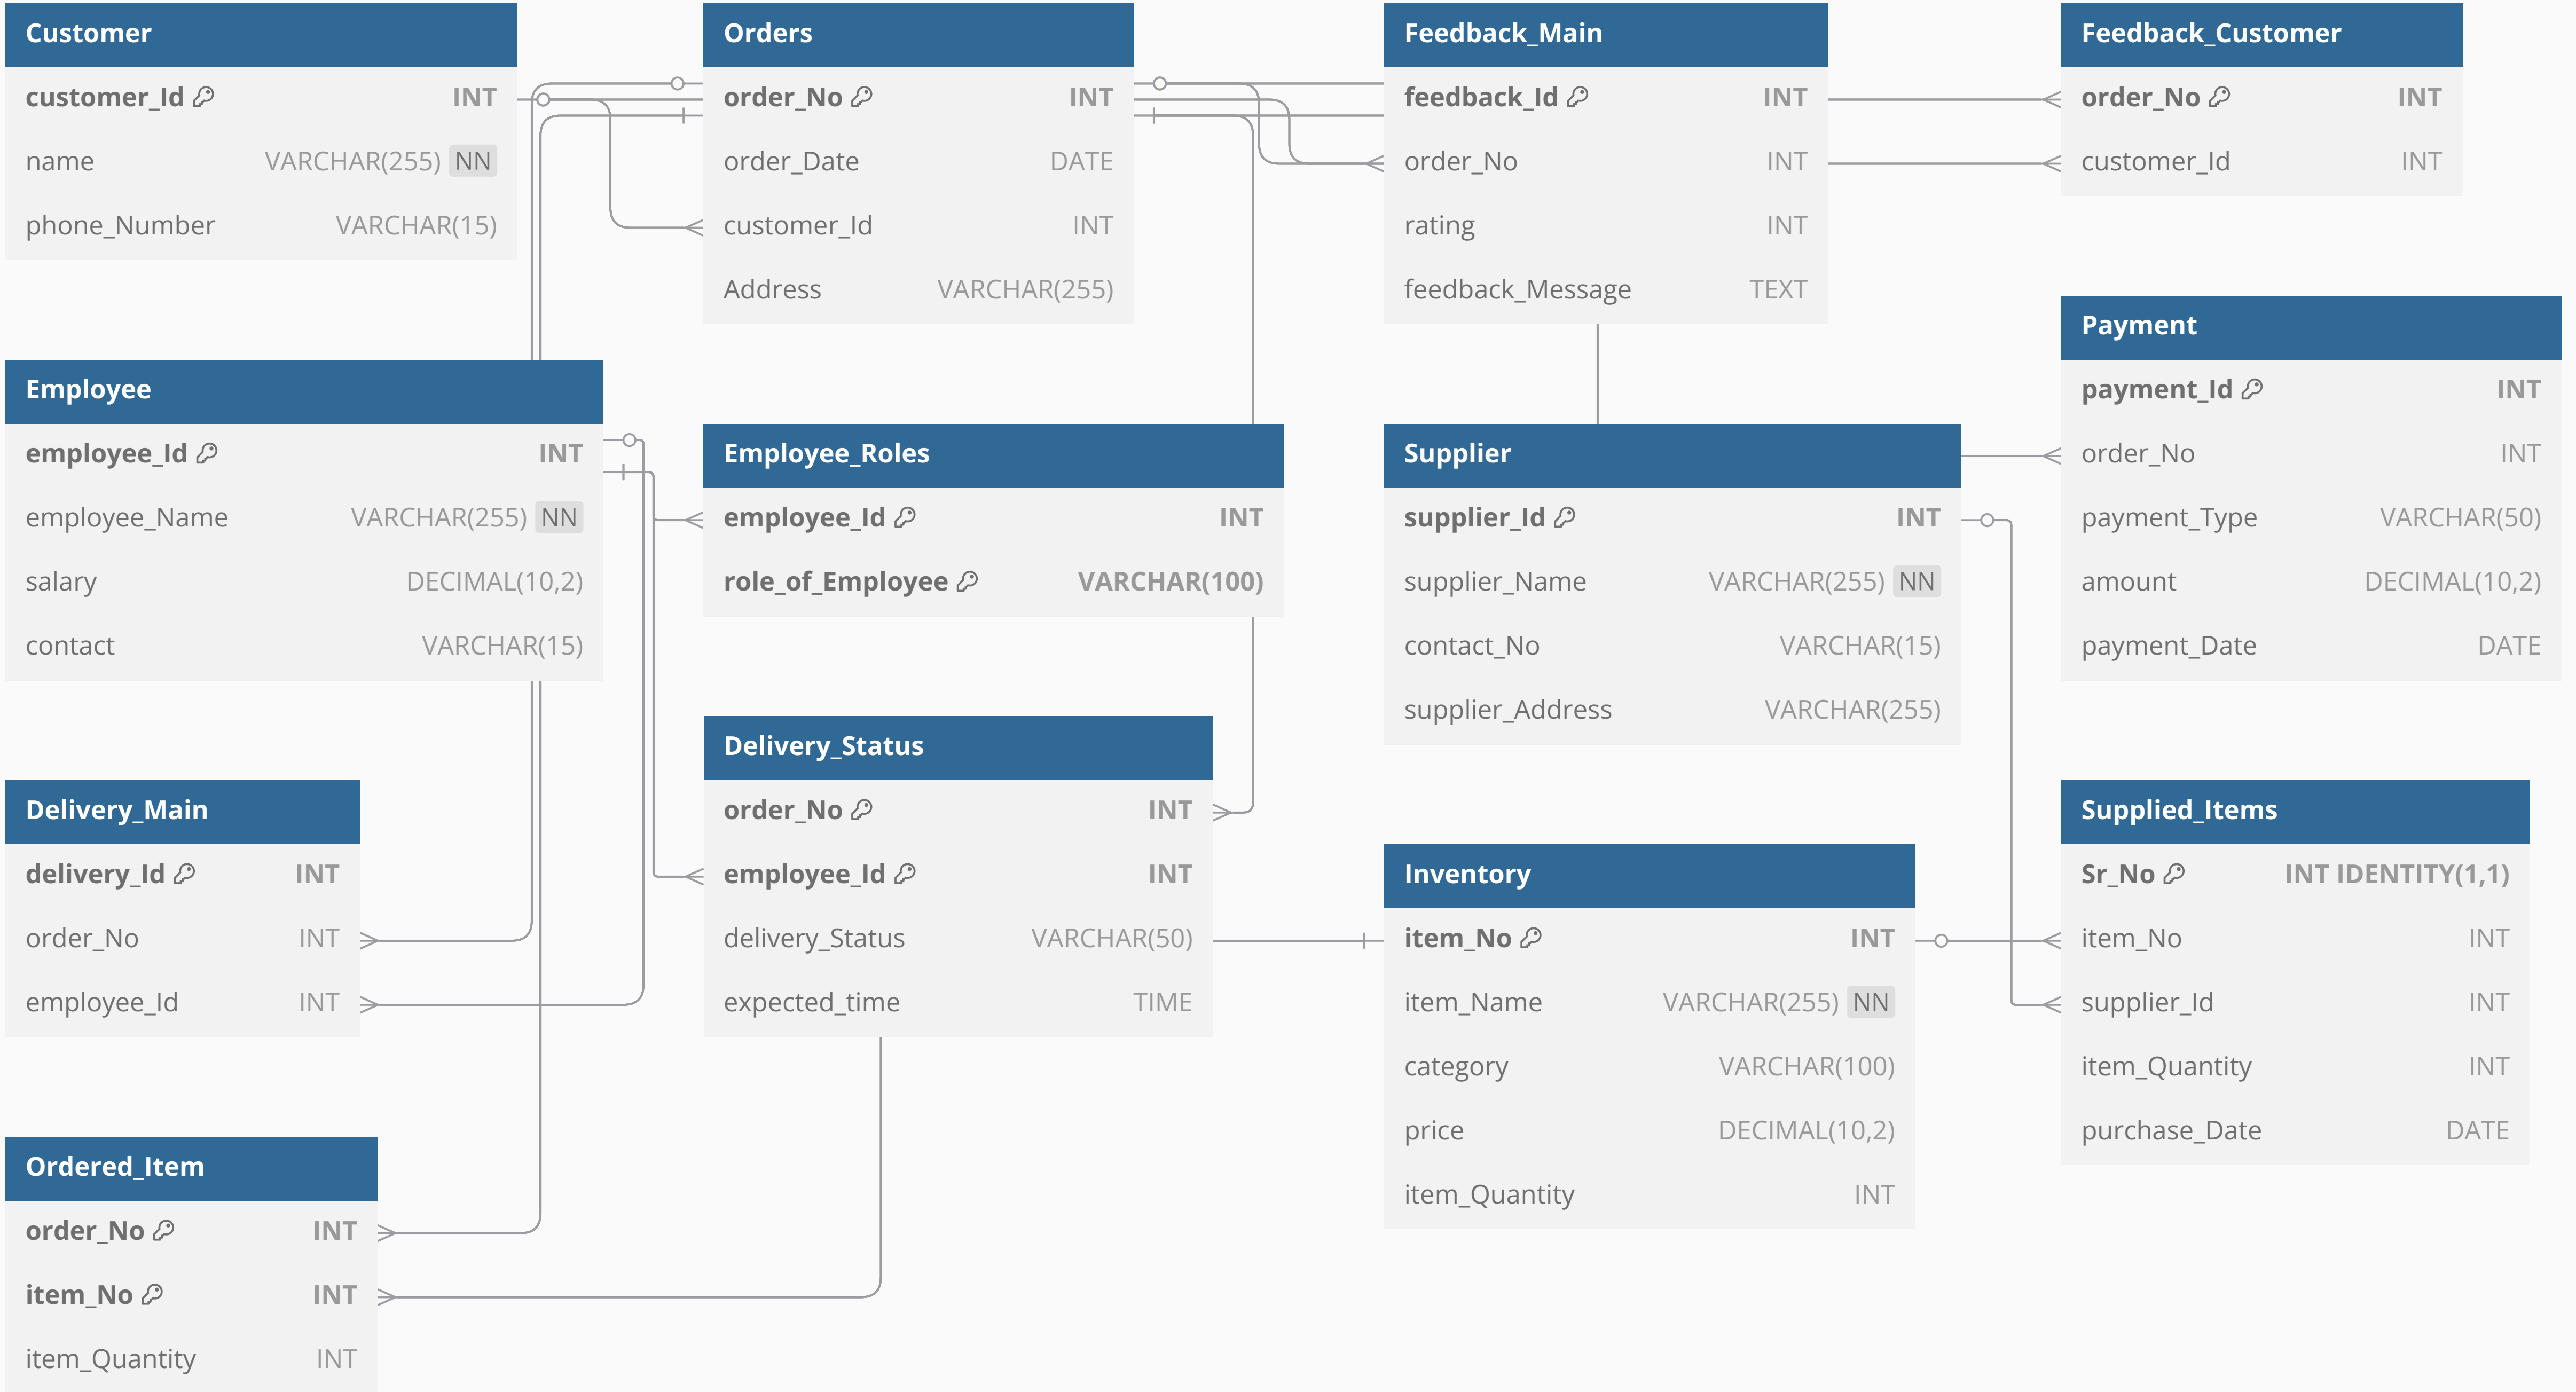 Customer
customer_Id INT
name VARCHAR(255) NN
phone_Number VARCHAR(15)
Orders
order_No INT
order_Date DATE
customer_Id INT
Address VARCHAR(255)
Feedback_Main
feedback_Id INT
order_No INT
rating INT
feedback_Message TEXT
Feedback_Customer
order_No INT
customer_Id INT
Payment
payment_Id INT
order_No INT
payment_Type VARCHAR(50)
amount DECIMAL(10,2)
payment_Date DATE
Employee
employee_Id INT
employee_Name VARCHAR(255) NN
salary DECIMAL(10,2)
contact VARCHAR(15)
Employee_Roles
employee_Id INT
role_of_Employee VARCHAR(100)
Supplier
supplier_Id INT
supplier_Name VARCHAR(255) NN
contact_No VARCHAR(15)
supplier_Address VARCHAR(255)
Delivery_Main
delivery_Id INT
order_No INT
employee_Id INT
Delivery_Status
order_No INT
employee_Id INT
delivery_Status VARCHAR(50)
expected_time TIME
Inventory
item_No INT
item_Name VARCHAR(255) NN
category VARCHAR(100)
price DECIMAL(10,2)
item_Quantity INT
Supplied_Items
Sr_No INT IDENTITY(1,1)
item_No INT
supplier_Id INT
item_Quantity INT
purchase_Date DATE
Ordered_Item
order_No INT
item_No INT
item_Quantity INT